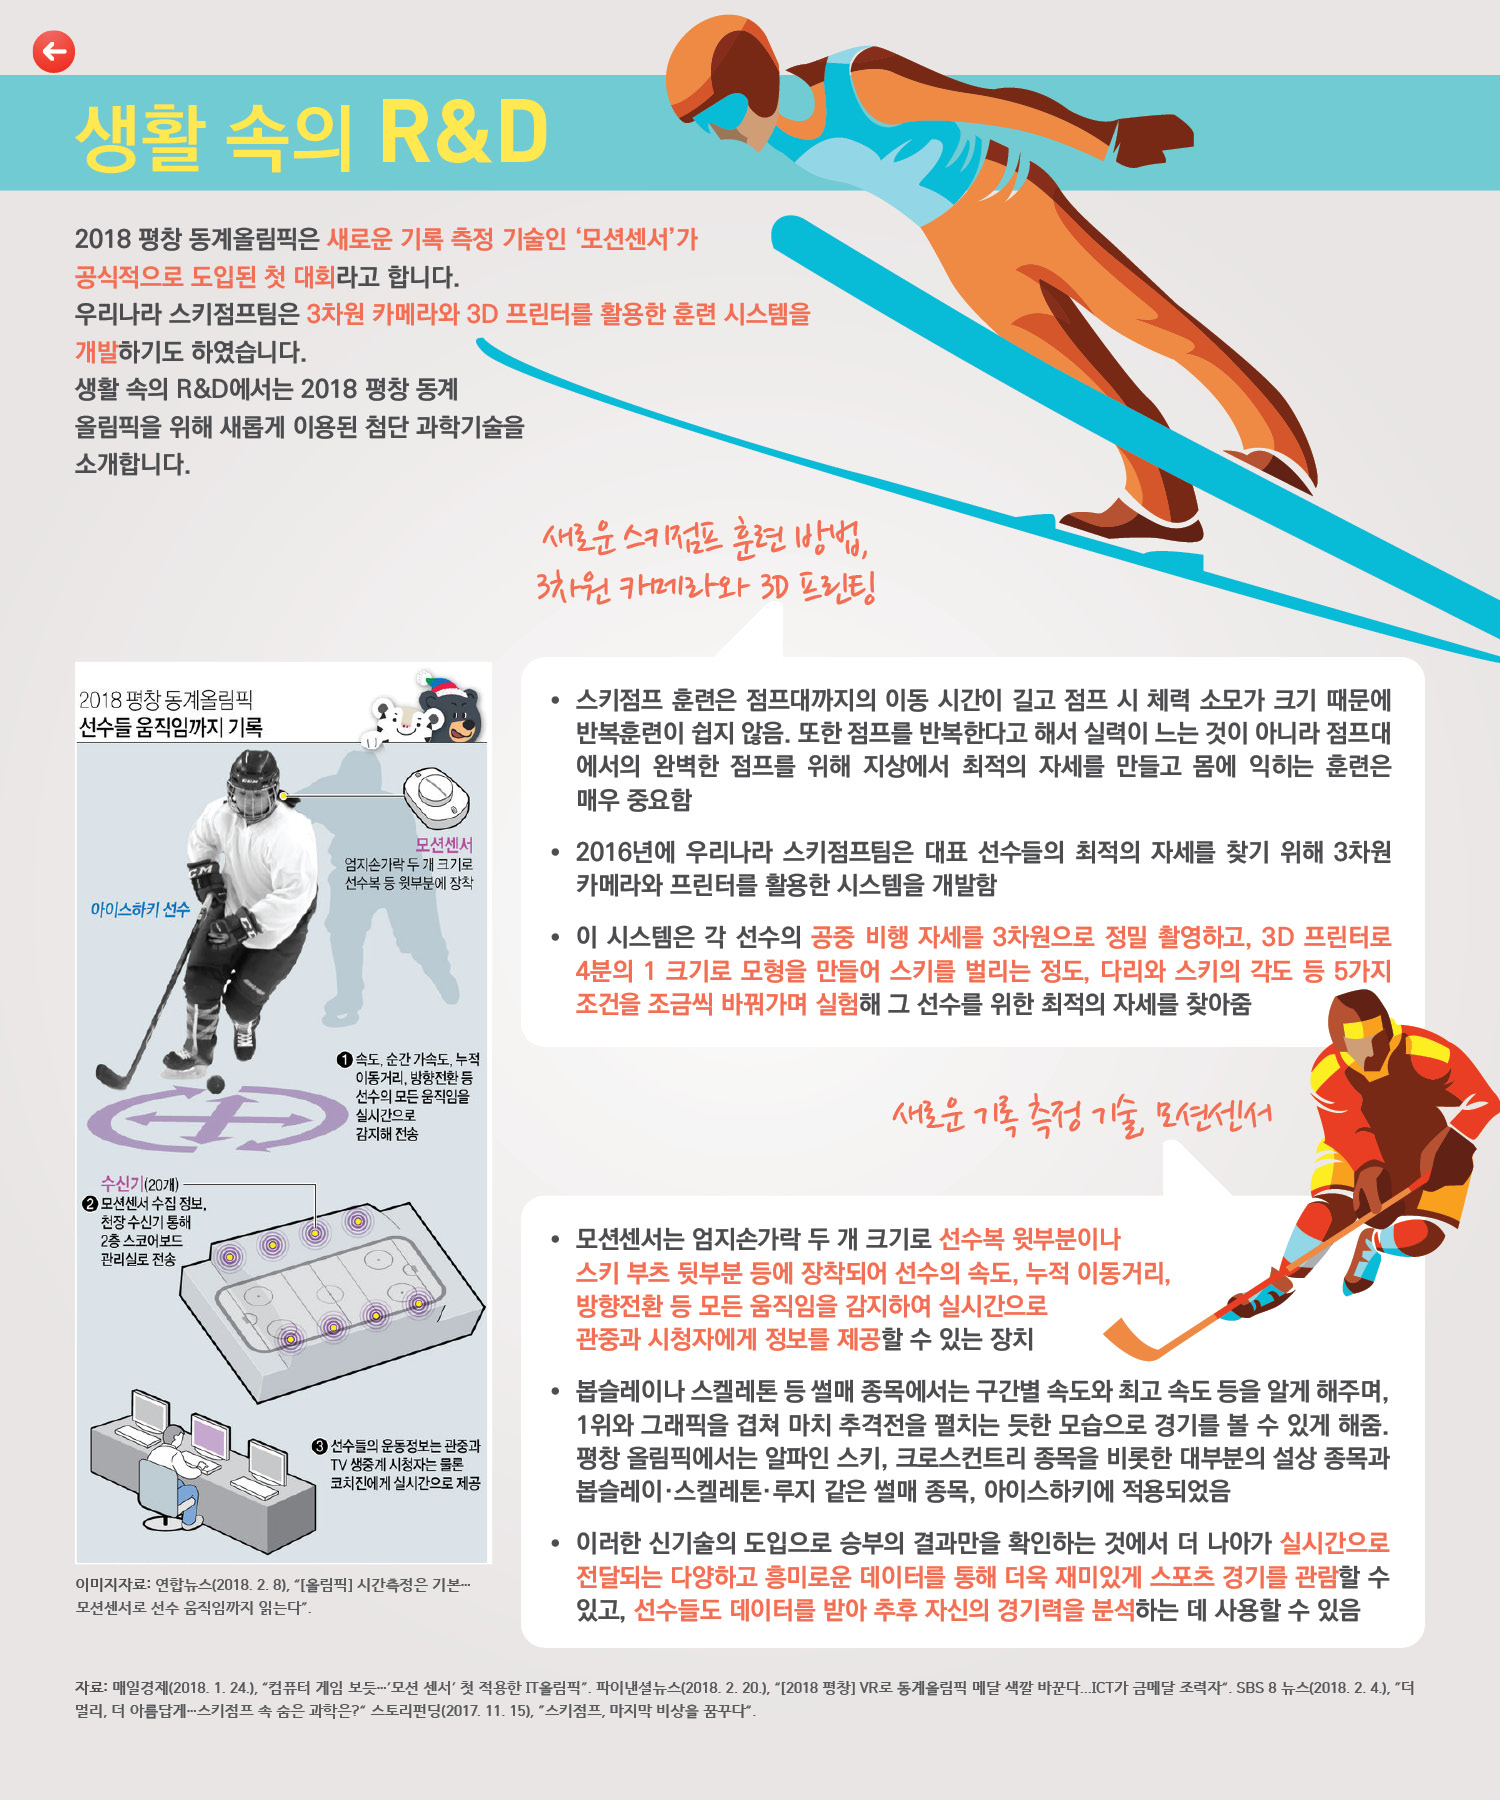 생활 속의 R&D
2018 평창 동계올림픽은 새로운 기록 측정 기술인 ‘모션센서’가
공식적으로 도입된 첫 대회라고 합니다.
우리나라 스키점프팀은 3차원 카메라와 3D 프린터를 활용한 훈련 시스템을
개발하기도 하였습니다.
생활 속의 R&D에서는 2018 평창 동계
올림픽을 위해 새롭게 이용된 첨단 과학기술을
소개합니다.
새로운 스키점프 훈련 방법,
3차원 카메라와 3D 프린팅
• 스키점프 훈련은 점프대까지의 이동 시간이 길고 점프 시 체력 소모가 크기 때문에
반복훈련이 쉽지 않음. 또한 점프를 반복한다고 해서 실력이 느는 것이 아니라 점프대
에서의 완벽한 점프를 위해 지상에서 최적의 자세를 만들고 몸에 익히는 훈련은
매우 중요함
• 2016년에 우리나라 스키점프팀은 대표 선수들의 최적의 자세를 찾기 위해 3차원
카메라와 프린터를 활용한 시스템을 개발함
• 이 시스템은 각 선수의 공중 비행 자세를 3차원으로 정밀 촬영하고, 3D 프린터로
4분의 1 크기로 모형을 만들어 스키를 벌리는 정도, 다리와 스키의 각도 등 5가지
조건을 조금씩 바꿔가며 실험해 그 선수를 위한 최적의 자세를 찾아줌
2018 평창 동계올림픽
선수들 움직임까지 기록
모션센서
엄지손가락 두 개 크기로
선수복 등 윗부분에 장착
아이스하키 선수
CCM
❶ 속도, 순간 가속도, 누적
이동거리, 방향전환 등
선수의 모든 움직임을
실시간으로
감지해 전송
수신기(20개)
❷ 모션센서 수집 정보,
천장 수신기 통해
2층 스코어보드
관리실로 전송
❸ 선수들의 운동정보는 관중과
TV 생중계 시청자는 물론
코치진에게 실시간으로 제공
이미지자료: 연합뉴스(2018. 2. 8), “[올림픽] 시간측정은 기본…
모션센서로 선수 움직임까지 읽는다”.
새로운 기록 측정 기술, 모션센서
• 모션센서는 엄지손가락 두 개 크기로 선수복 윗부분이나
스키 부츠 뒷부분 등에 장착되어 선수의 속도, 누적 이동거리,
방향전환 등 모든 움직임을 감지하여 실시간으로
관중과 시청자에게 정보를 제공할 수 있는 장치
• 봅슬레이나 스켈레톤 등 썰매 종목에서는 구간별 속도와 최고 속도 등을 알게 해주며,
1위와 그래픽을 겹쳐 마치 추격전을 펼치는 듯한 모습으로 경기를 볼 수 있게 해줌.
평창 올림픽에서는 알파인 스키, 크로스컨트리 종목을 비롯한 대부분의 설상 종목과
봅슬레이·스켈레톤·루지 같은 썰매 종목, 아이스하키에 적용되었음
• 이러한 신기술의 도입으로 승부의 결과만을 확인하는 것에서 더 나아가 실시간으로
전달되는 다양하고 흥미로운 데이터를 통해 더욱 재미있게 스포츠 경기를 관람할 수
있고, 선수들도 데이터를 받아 추후 자신의 경기력을 분석하는 데 사용할 수 있음
자료: 매일경제(2018. 1. 24.), “컴퓨터 게임 보듯…‘모션 센서’ 첫 적용한 IT올림픽”. 파이낸셜뉴스(2018. 2. 20.), “[2018 평창] VR로 동계올림픽 메달 색깔 바꾼다...ICT가 금메달 조력자“. SBS 8 뉴스(2018. 2. 4.), ”더
멀리, 더 아름답게…스키점프 속 숨은 과학은?“ 스토리펀딩(2017. 11. 15), ”스키점프, 마지막 비상을 꿈꾸다“.